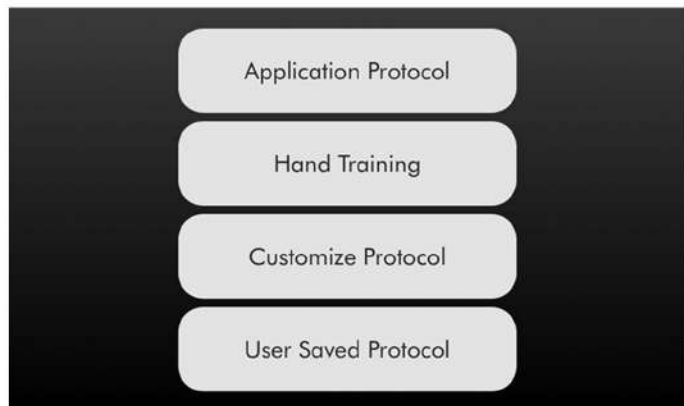 Application Protocol
Hand Training
Customize Protocol
User Saved Protocol